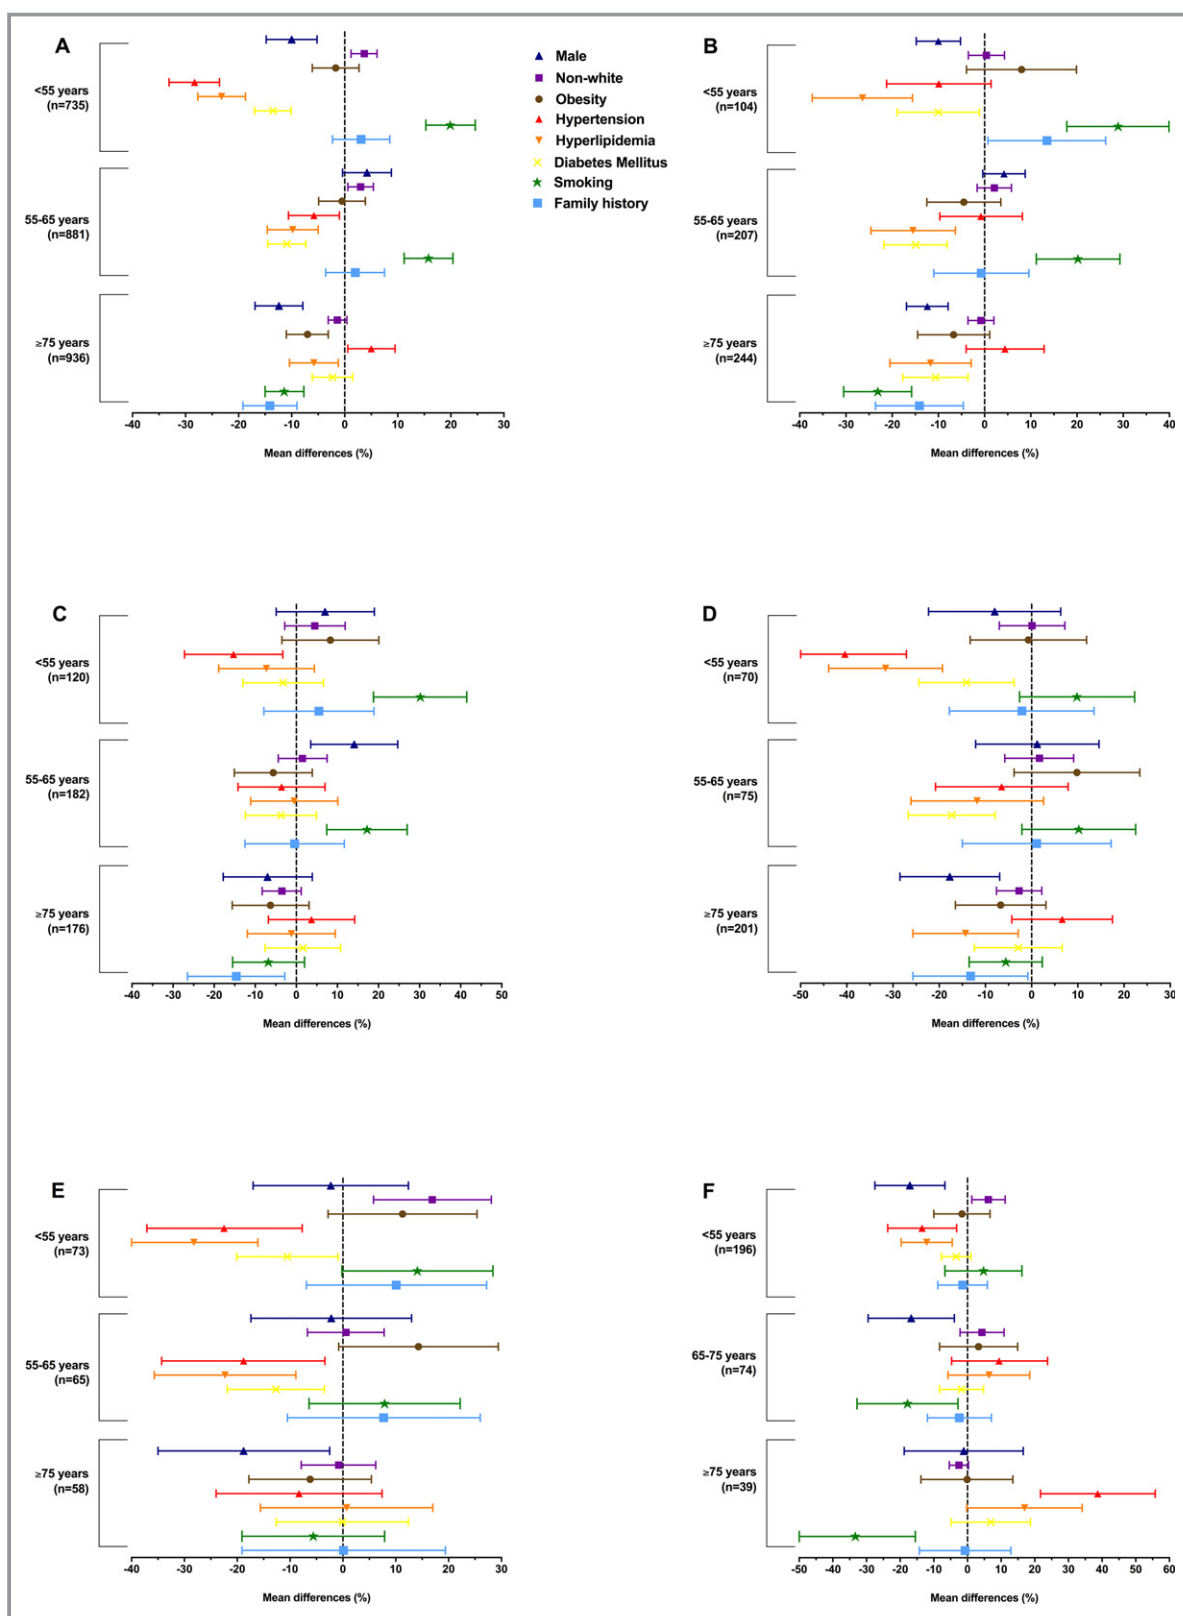 A
<55 years
(n=735)
55-65 years
(n=881)
≥75 years
(n=936)
-40 -30 -20 -10 0 10 20 30
Mean differences (%)
Male
Non-white
Obesity
Hypertension
Hyperlipidemia
Diabetes Mellitus
Smoking
Family history
B
<55 years
(n=104)
55-65 years
(n=207)
≥75 years
(n=244)
-40 -30 -20 -10 0 10 20 30 40
Mean differences (%)
C
<55 years
(n=120)
55-65 years
(n=182)
≥75 years
(n=176)
-40 -30 -20 -10 0 10 20 30 40 50
Mean differences (%)
D
<55 years
(n=70)
55-65 years
(n=75)
≥75 years
(n=201)
-50 -40 -30 -20 -10 0 10 20 30
Mean differences (%)
E
<55 years
(n=73)
55-65 years
(n=65)
≥75 years
(n=58)
-40 -30 -20 -10 0 10 20 30
Mean differences (%)
F
<55 years
(n=196)
65-75 years
(n=74)
≥75 years
(n=39)
-50 -40 -30 -20 -10 0 10 20 30 40 50 60
Mean differences (%)